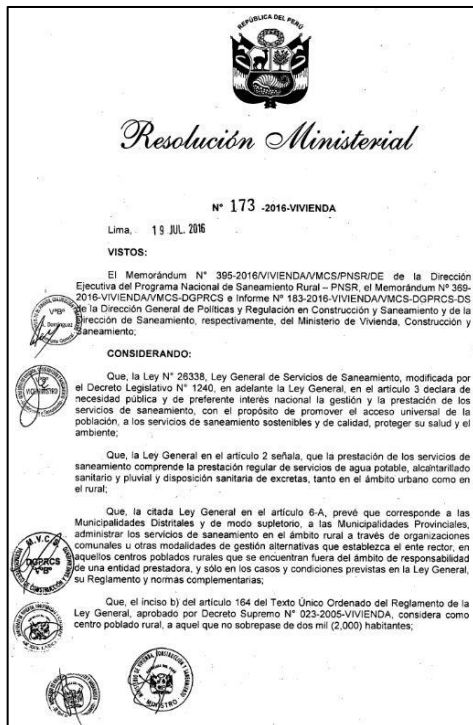 REPÚBLICA DEL PERÚ
Resolución Ministerial
N° 173 -2016-VIVIENDA
Lima, 19 JUL. 2016
VISTOS:
El Memorándum N° 395-2016/VIVIENDA/VMCS/PNSR/DE de la Dirección
Ejecutiva del Programa Nacional de Saneamiento Rural – PNSR, el Memorándum N° 369-
2016-VIVIENDA/VMCS-DGPRCS e Informe N° 183-2016-VIVIENDA/VMCS-DGPRCS-DS
de la Dirección General de Políticas y Regulación en Construcción y Saneamiento y de la
Dirección de Saneamiento, respectivamente, del Ministerio de Vivienda, Construcción y
Saneamiento;
CONSIDERANDO:
Que, la Ley N° 26338, Ley General de Servicios de Saneamiento, modificada por
el Decreto Legislativo N° 1240, en adelante la Ley General, en el artículo 3 declara de
necesidad pública y de preferente interés nacional la gestión y la prestación de los
servicios de saneamiento, con el propósito de promover el acceso universal de la
población, a los servicios de saneamiento sostenibles y de calidad, proteger su salud y el
ambiente;
Que, la Ley General en el artículo 2 señala, que la prestación de los servicios de
saneamiento comprende la prestación regular de servicios de agua potable, alcantarillado
sanitario y pluvial y disposición sanitaria de excretas, tanto en el ámbito urbano como en
el rural;
Que, la citada Ley General en el artículo 6-A, prevé que corresponde a las
Municipalidades Distritales y de modo supletorio, a las Municipalidades Provinciales,
administrar los servicios de saneamiento en el ámbito rural a través de organizaciones
comunales u otras modalidades de gestión alternativas que establezca el ente rector, en
aquellos centros poblados rurales que se encuentran fuera del ámbito de responsabilidad
de una entidad prestadora, y sólo en los casos y condiciones previstas en la Ley General,
su Reglamento y normas complementarias;
Que, el inciso b) del artículo 164 del Texto Único Ordenado del Reglamento de la
Ley General, aprobado por Decreto Supremo N° 023-2005-VIVIENDA, considera como
centro poblado rural, a aquel que no sobrepase de dos mil (2,000) habitantes;
V°B°
L. Domínguez
VICEMINISTRO
M.V.C.S.
DGPRCS
V°B°
MINISTRO